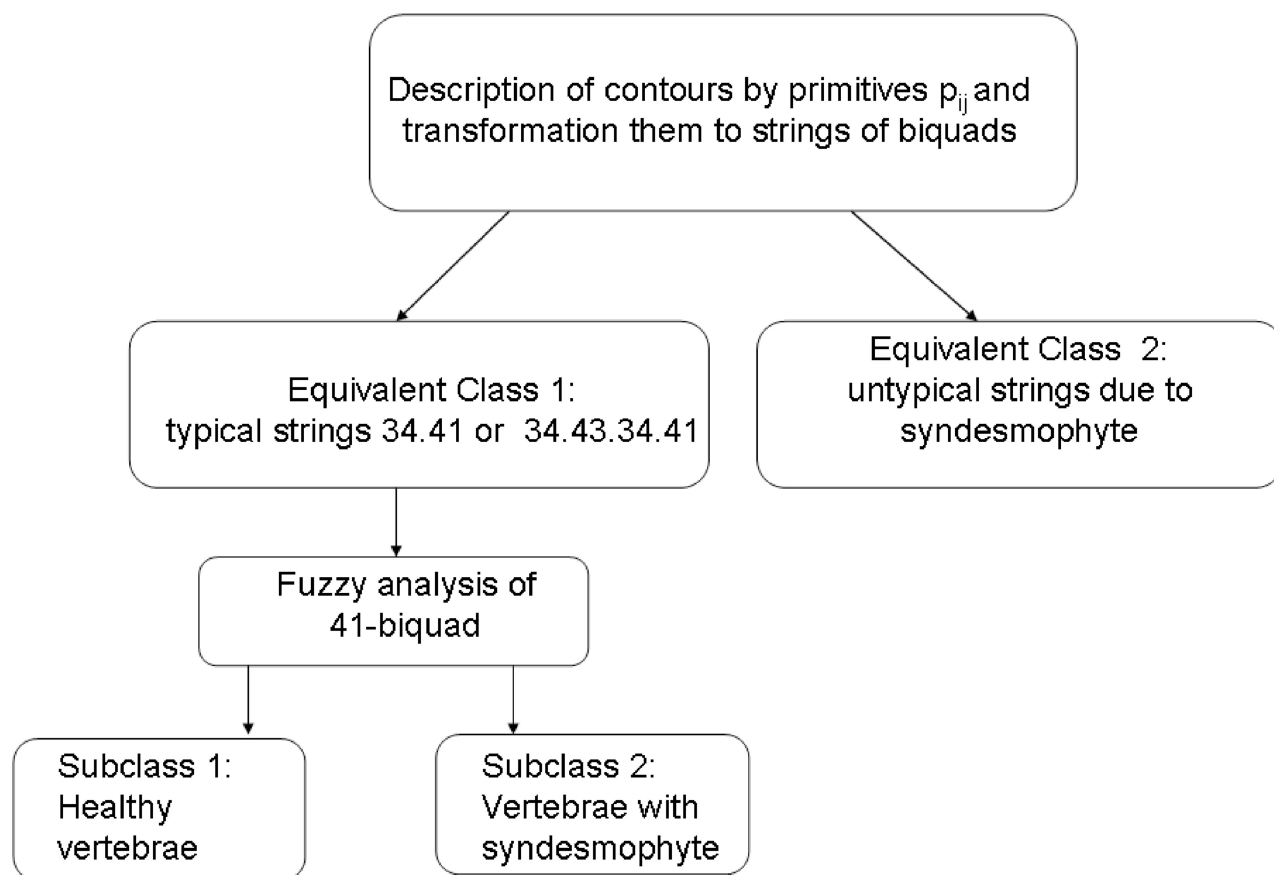 Description of contours by primitives pij and
transformation them to strings of biquads
Equivalent Class 1:
typical strings 34.41 or 34.43.34.41
Equivalent Class 2:
untypical strings due to
syndesmophyte
Fuzzy analysis of
41-biquad
Subclass 1:
Healthy
vertebrae
Subclass 2:
Vertebrae with
syndesmophyte